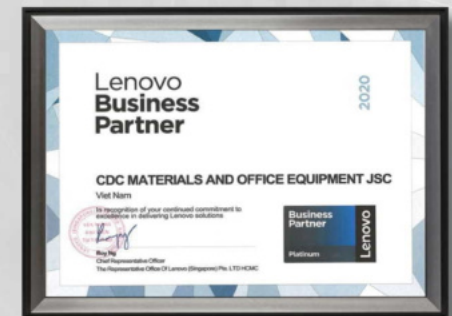 Lenovo
Business
Partner
2020
CDC MATERIALS AND OFFICE EQUIPMENT JSC
Viet Nam
In recognition of your continued commitment to
excellence in delivering Lenovo solutions
Roy Ng
Chief Representative Officer
The Representative Office Of Lenovo (Singapore) Pte. LTD HCMC
Business
Partner
Platinum
Lenovo